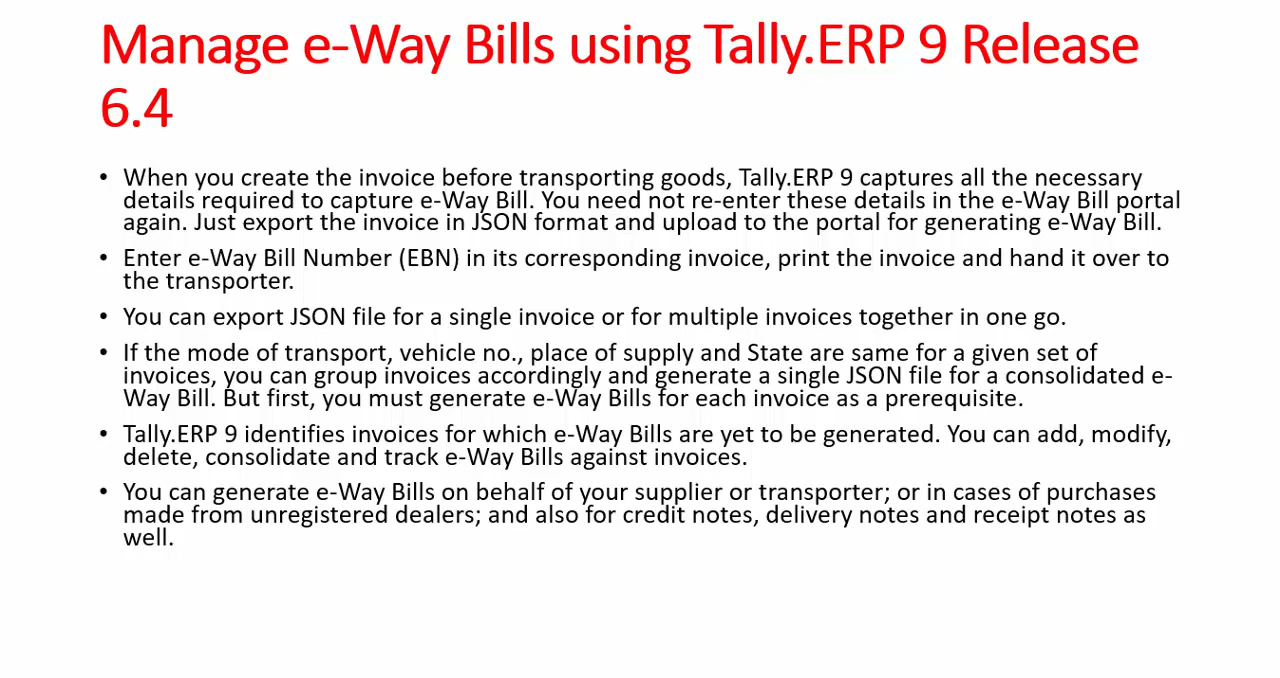 Manage e-Way Bills using Tally.ERP 9 Release
6.4
• When you create the invoice before transporting goods, Tally.ERP 9 captures all the necessary
details required to capture e-Way Bill. You need not re-enter these details in the e-Way Bill portal
again. Just export the invoice in JSON format and upload to the portal for generating e-Way Bill.
• Enter e-Way Bill Number (EBN) in its corresponding invoice, print the invoice and hand it over to
the transporter.
• You can export JSON file for a single invoice or for multiple invoices together in one go.
• If the mode of transport, vehicle no., place of supply and State are same for a given set of
invoices, you can group invoices accordingly and generate a single JSON file for a consolidated e-
Way Bill. But first, you must generate e-Way Bills for each invoice as a prerequisite.
• Tally.ERP 9 identifies invoices for which e-Way Bills are yet to be generated. You can add, modify,
delete, consolidate and track e-Way Bills against invoices.
• You can generate e-Way Bills on behalf of your supplier or transporter; or in cases of purchases
made from unregistered dealers; and also for credit notes, delivery notes and receipt notes as
well.